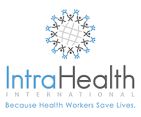 IntraHealth
INTERNATIONAL
Because Health Workers Save Lives.